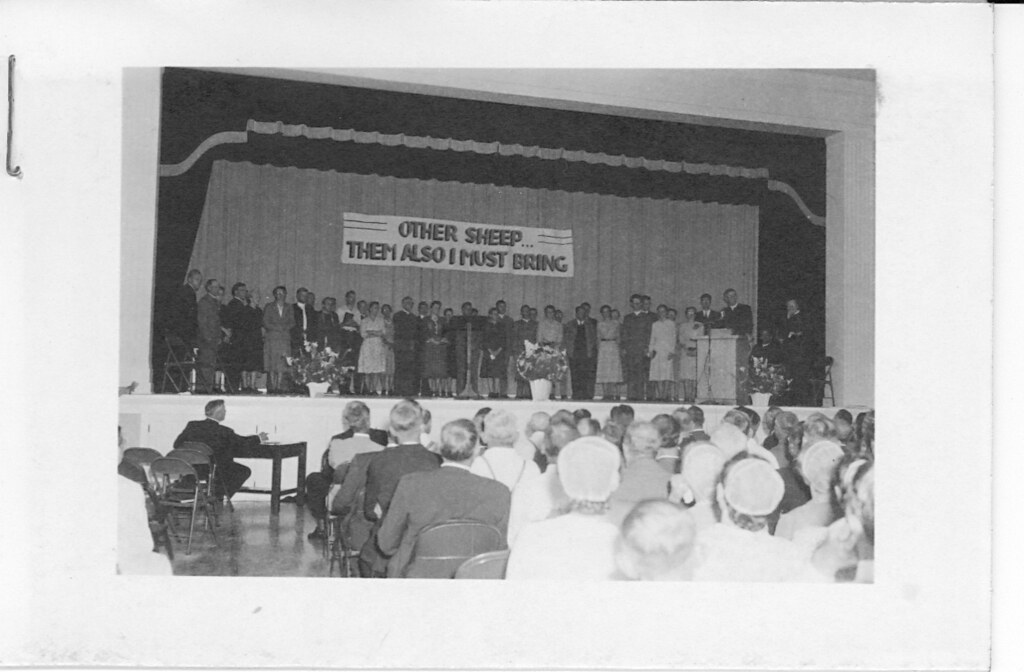 OTHER SHEEP...
THEM ALSO I MUST BRING